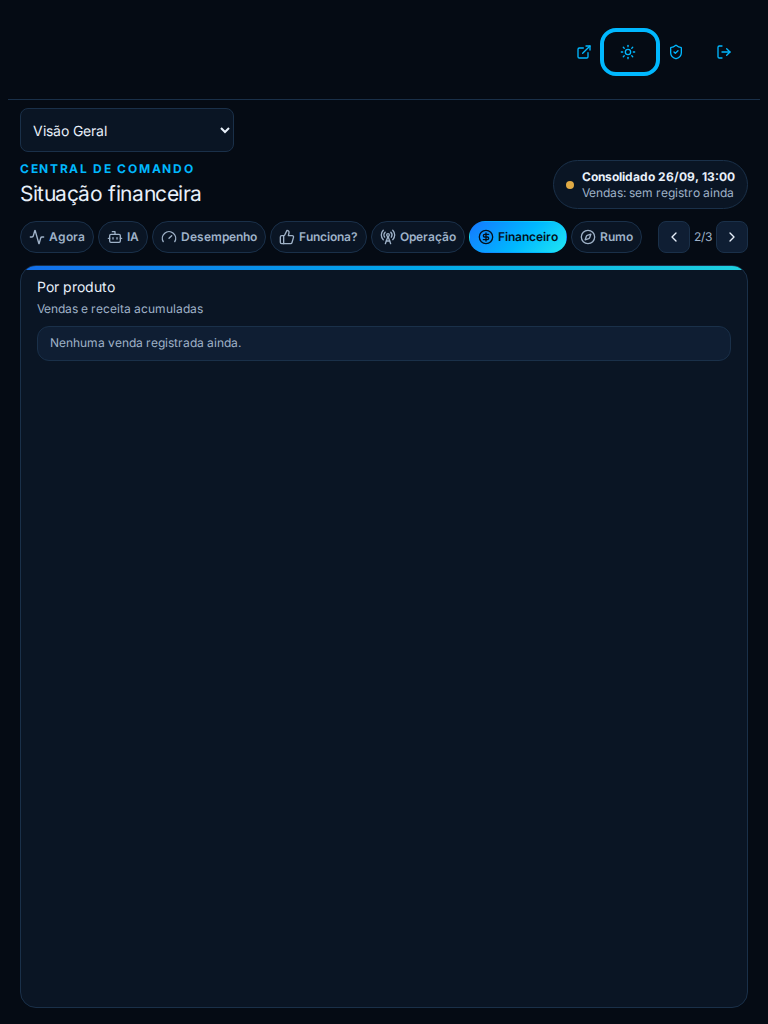 Visão Geral
CENTRAL DE COMANDO
Situação financeira
Consolidado 26/09, 13:00
Vendas: sem registro ainda
Agora
IA
Desempenho
Funciona?
Operação
Financeiro
Rumo
2/3
Por produto
Vendas e receita acumuladas
Nenhuma venda registrada ainda.